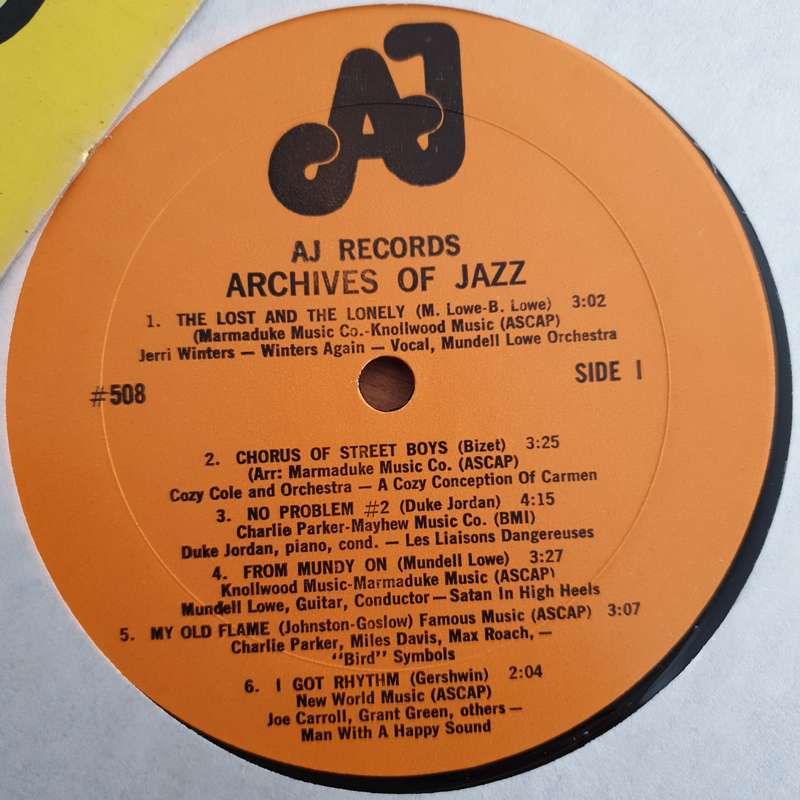 AJ
AJ RECORDS
ARCHIVES OF JAZZ
1. THE LOST AND THE LONELY (M. Lowe-B. Lowe) 3:02
(Marmaduke Music Co.-Knollwood Music (ASCAP)
Jerri Winters — Winters Again — Vocal, Mundell Lowe Orchestra
#508
SIDE I
2. CHORUS OF STREET BOYS (Bizet) 3:25
(Arr: Marmaduke Music Co. (ASCAP)
Cozy Cole and Orchestra — A Cozy Conception Of Carmen
3. NO PROBLEM #2 (Duke Jordan) 4:15
Charlie Parker-Mayhew Music Co. (BMI)
Duke Jordan, piano, cond. — Les Liaisons Dangereuses
4. FROM MUNDY ON (Mundell Lowe) 3:27
Knollwood Music-Marmaduke Music (ASCAP)
Mundell Lowe, Guitar, Conductor — Satan In High Heels
5. MY OLD FLAME (Johnston-Goslow) Famous Music (ASCAP) 3:07
Charlie Parker, Miles Davis, Max Roach, —
"Bird" Symbols
6. I GOT RHYTHM (Gershwin) 2:04
New World Music (ASCAP)
Joe Carroll, Grant Green, others —
Man With A Happy Sound